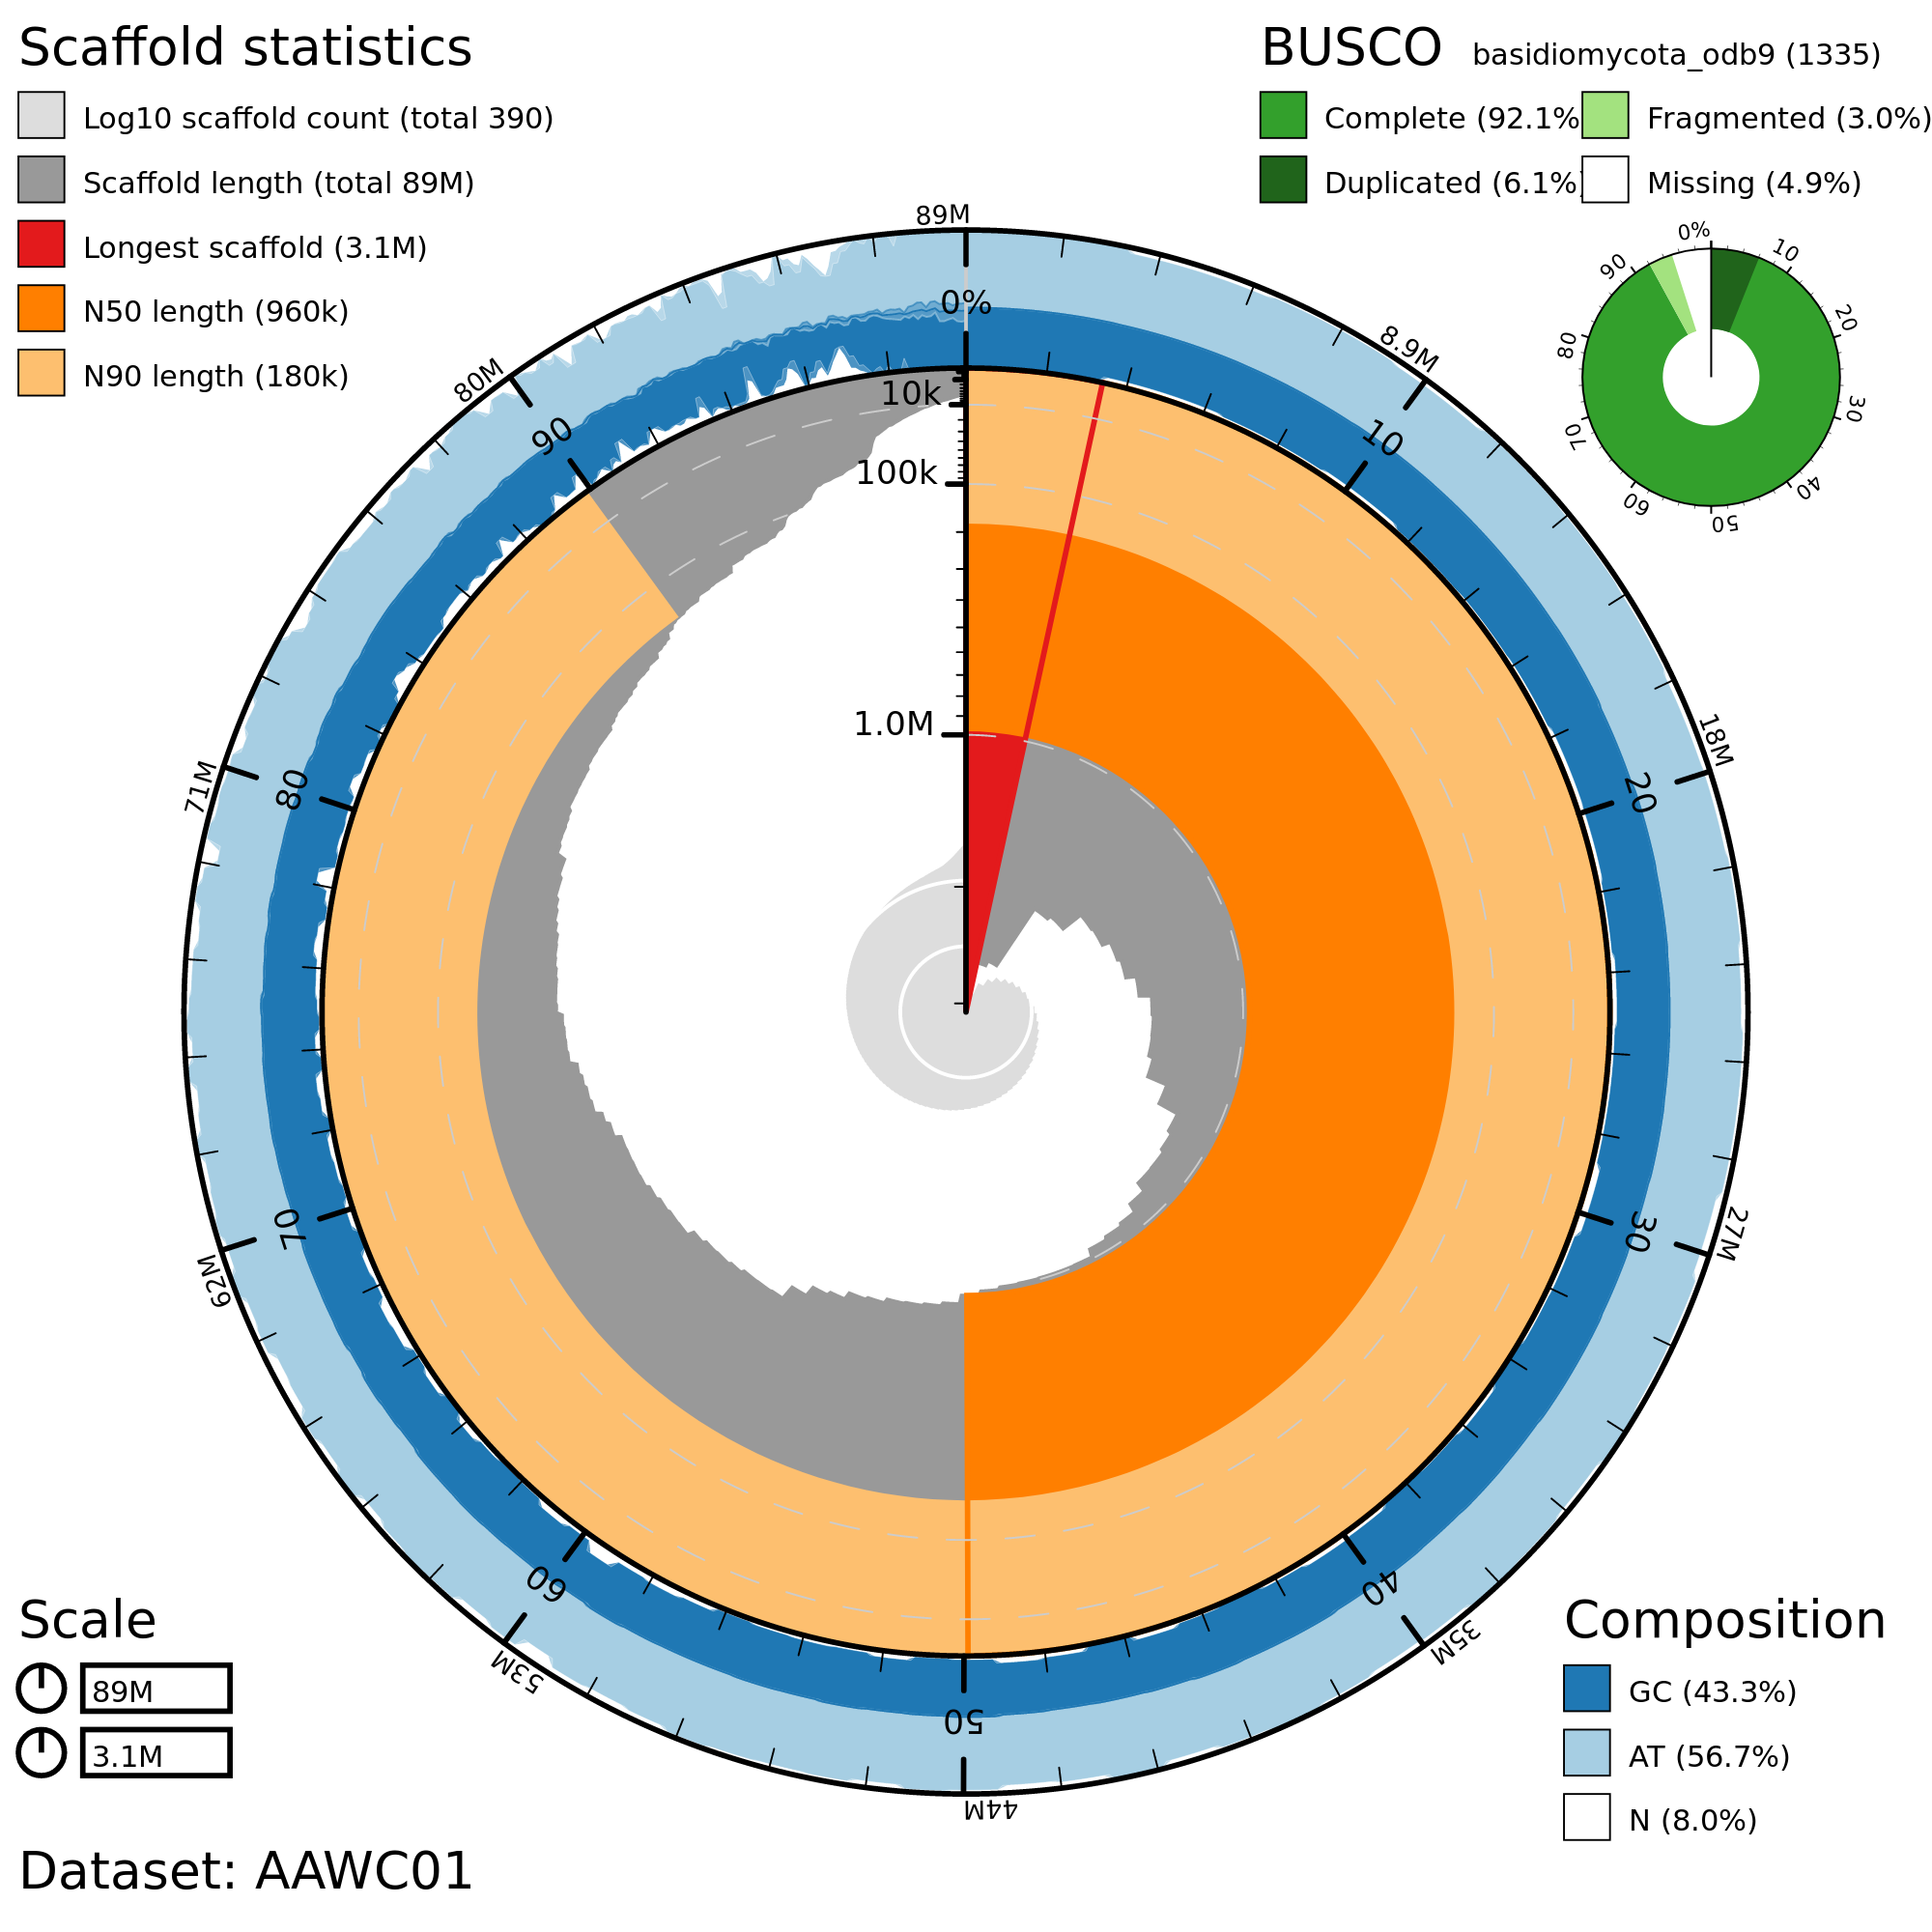 Scaffold statistics
Log10 scaffold count (total 390)
Scaffold length (total 89M)
Longest scaffold (3.1M)
N50 length (960k)
N90 length (180k)
BUSCO basidiomycota_odb9 (1335)
Complete (92.1%
Fragmented (3.0%)
Duplicated (6.1%)
Missing (4.9%)
0%
10
20
30
40
50
60
70
80
90
89M
8.9M
18M
27M
35M
44M
53M
62M
71M
80M
0%
10
20
30
40
50
60
70
80
90
10k
100k
1.0M
Scale
89M
3.1M
Composition
GC (43.3%)
AT (56.7%)
N (8.0%)
Dataset: AAWC01